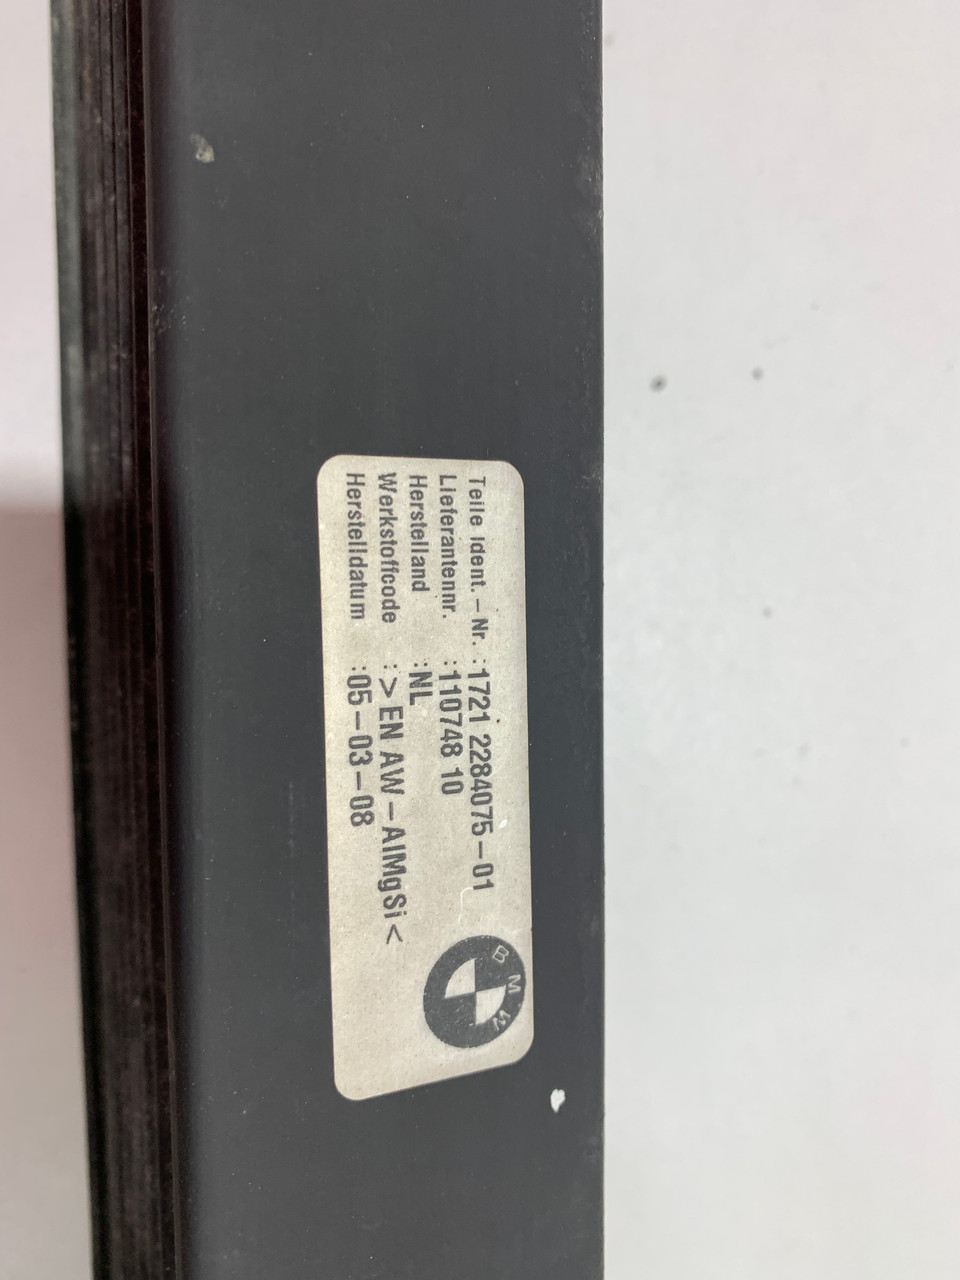 Teile Ident.-Nr. :1721 2284075-01
Lieferantennr. :110748 10
Herstelland :NL
Werkstoffcode :>EN AW-AlMgSi<
Herstelldatum :05-03-08
BMW